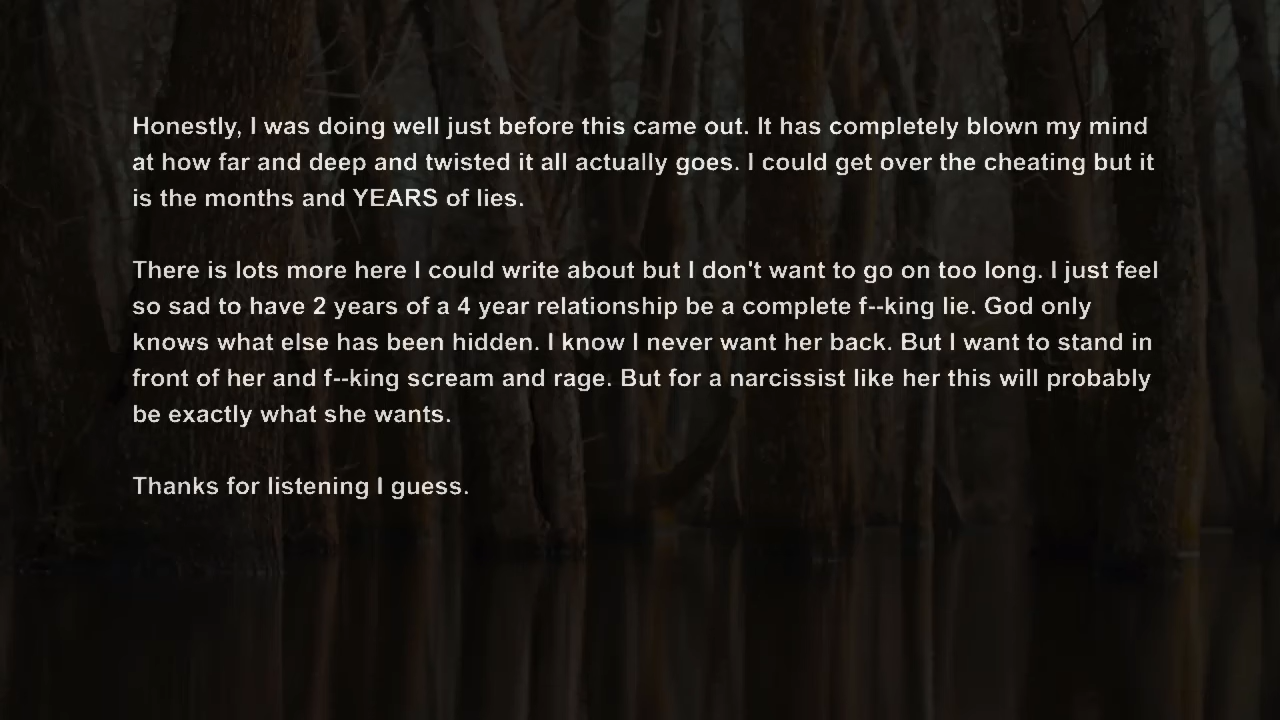 Honestly, I was doing well just before this came out. It has completely blown my mind
at how far and deep and twisted it all actually goes. I could get over the cheating but it
is the months and YEARS of lies.
There is lots more here I could write about but I don't want to go on too long. I just feel
so sad to have 2 years of a 4 year relationship be a complete f--king lie. God only
knows what else has been hidden. I know I never want her back. But I want to stand in
front of her and f--king scream and rage. But for a narcissist like her this will probably
be exactly what she wants.
Thanks for listening I guess.